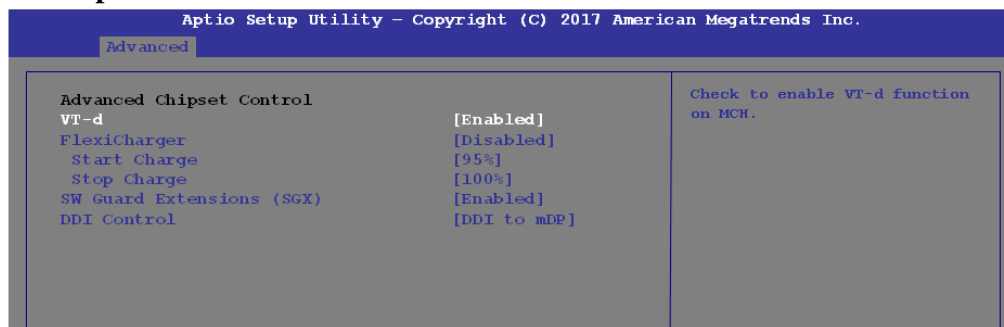 Aptio Setup Utility – Copyright (C) 2017 American Megatrends Inc.
Advanced
Advanced Chipset Control
VT-d [Enabled]
FlexiCharger [Disabled]
Start Charge [95%]
Stop Charge [100%]
SW Guard Extensions (SGX) [Enabled]
DDI Control [DDI to mDP]
Check to enable VT-d function
on MCH.